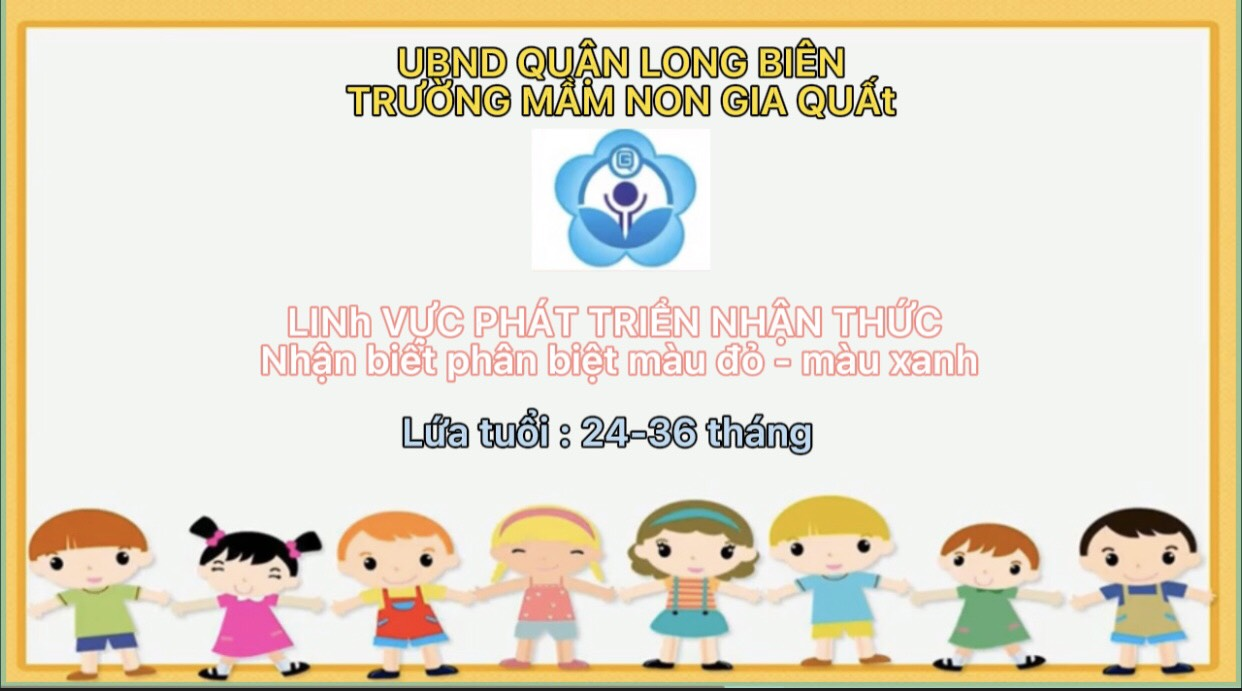 UBND QUẬN LONG BIÊN
TRƯỜNG MẦM NON GIA QUẤt
GQ
LINh VỰC PHÁT TRIỂN NHẬN THỨC
Nhận biết phân biệt màu đỏ - màu xanh
Lứa tuổi : 24-36 tháng